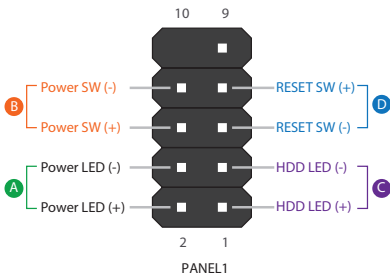 10 9
Power SW (-) RESET SW (+)
B D
Power SW (+) RESET SW (-)
Power LED (-) HDD LED (-)
A C
Power LED (+) HDD LED (+)
2 1
PANEL1